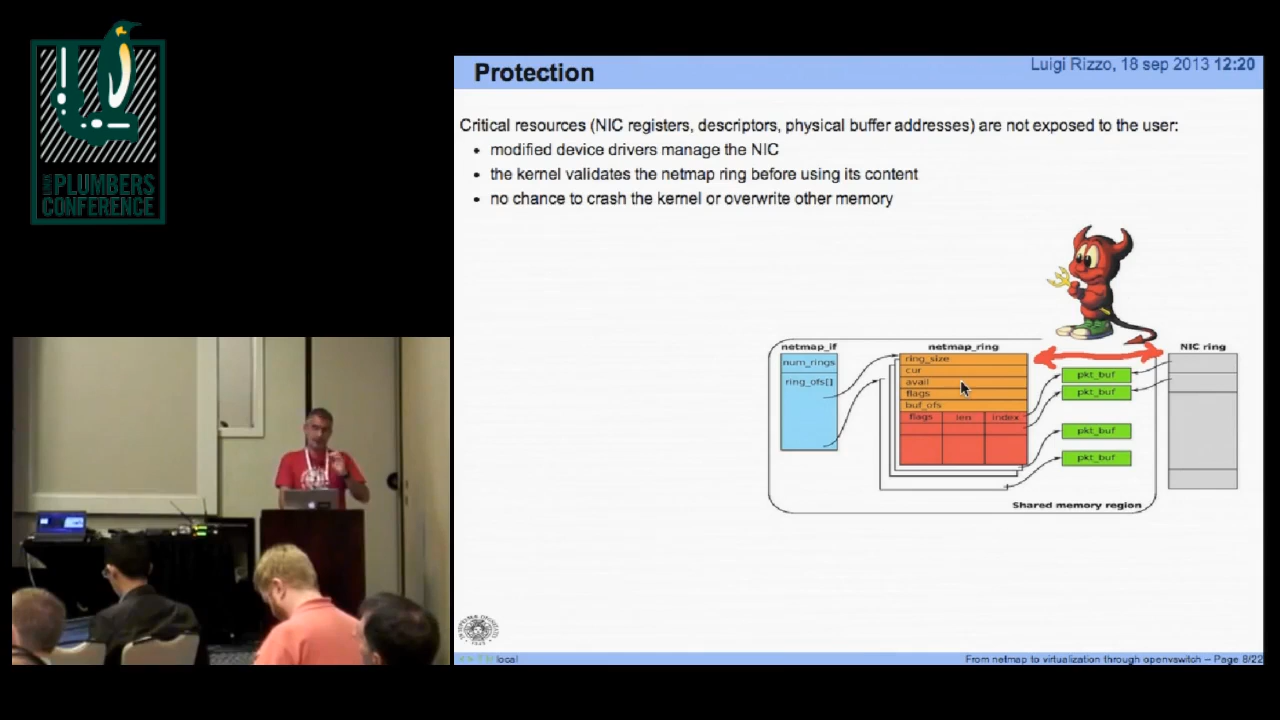 LINUX
PLUMBERS
CONFERENCE
Protection
Luigi Rizzo, 18 sep 2013 12:20
Critical resources (NIC registers, descriptors, physical buffer addresses) are not exposed to the user:
• modified device drivers manage the NIC
• the kernel validates the netmap ring before using its content
• no chance to crash the kernel or overwrite other memory
netmap_if
num_rings
ring_ofs[]
netmap_ring
ring_size
cur
avail
flags
buf_ofs
flags len index
pkt_buf
pkt_buf
pkt_buf
pkt_buf
NIC ring
Shared memory region
local
From netmap to virtualization through openvswitch – Page 8/22